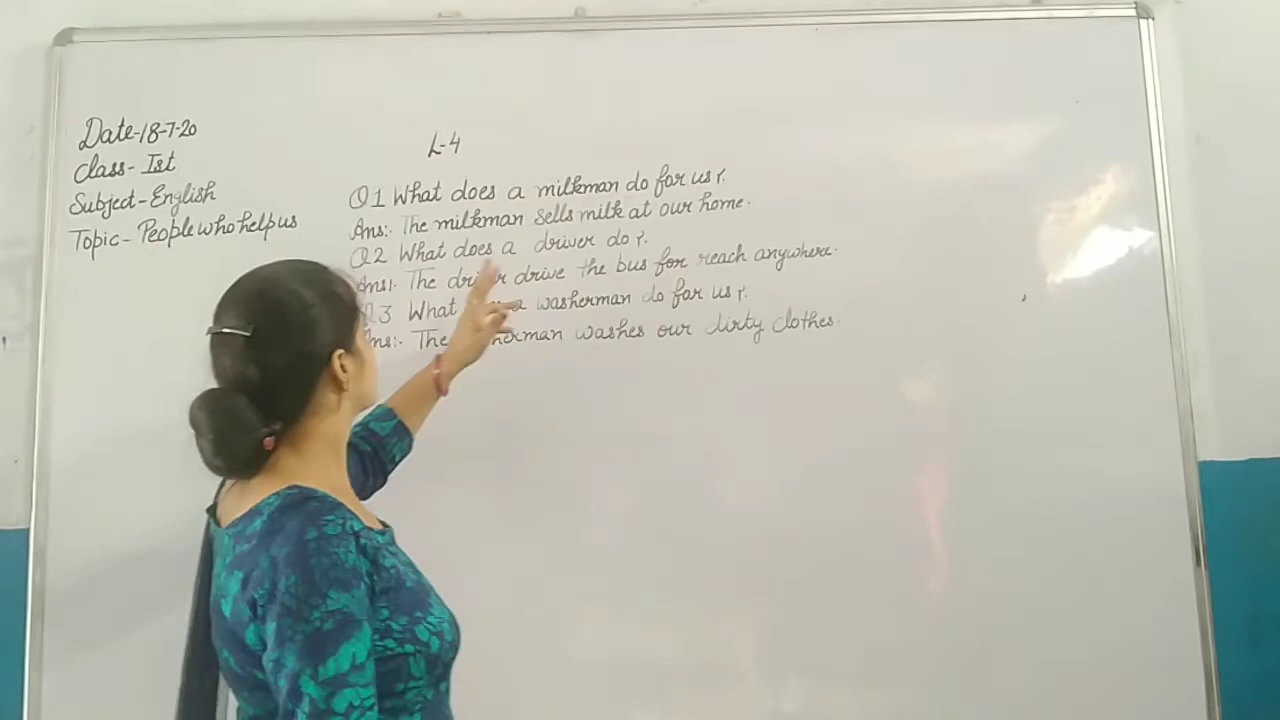 Date-18-7-20
Class-Ist
Subject-English
Topic-People who help us
L-4
Q1 What does a milkman do for us?
Ans:- The milkman sells milk at our home.
Q2 What does a driver do?
Ans:- The driver drive the bus for reach anywhere.
Q3 What a washerman do for us?
Ans:- The washes our dirty clothes.